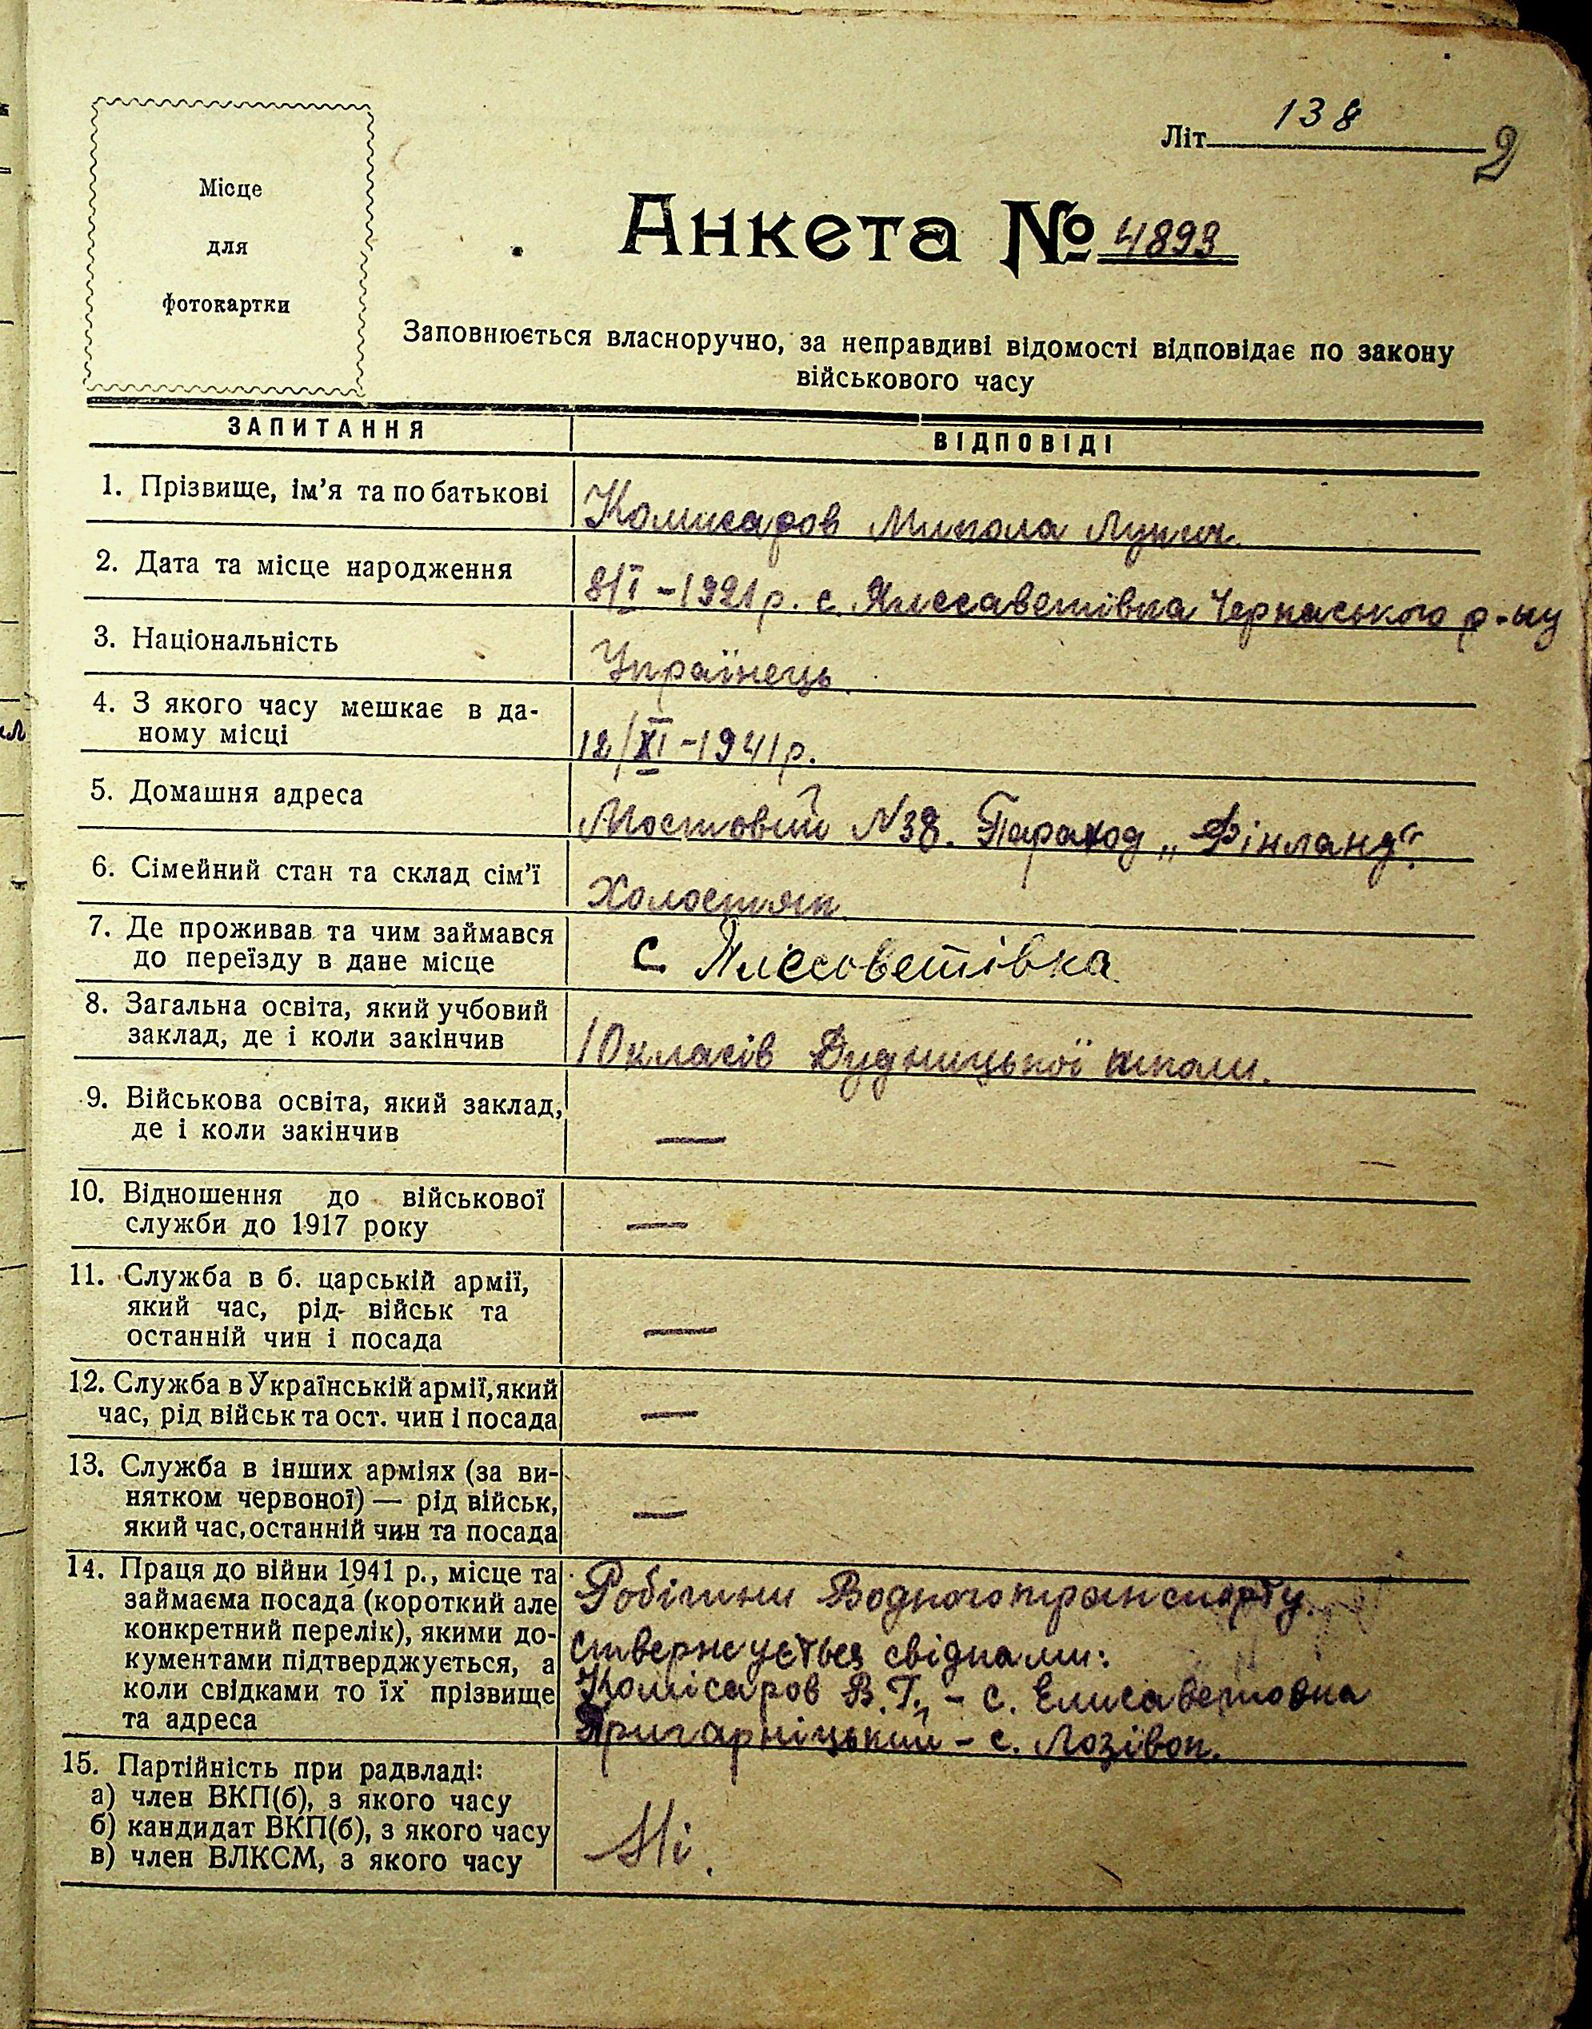 Літ 138
2
Місце
для
фотокартки
Анкета № 4893
Заповнюється власноручно, за неправдиві відомості відповідає по закону
військового часу
ЗАПИТАННЯ
ВІДПОВІДІ
1. Прізвище, ім'я та по батькові
Комисаров Микола Лукич.
2. Дата та місце народження
8/I - 1921 р. с. Ялесаветівка Черкаського р-ну
3. Національність
Українець.
4. З якого часу мешкає в да-
ному місці
12/XI - 1941 р.
5. Домашня адреса
Мостовий N 38. Пароход „Фінланд".
6. Сімейний стан та склад сім'ї
Холостяк.
7. Де проживав та чим займався
до переїзду в дане місце
с. Ялесоветівка
8. Загальна освіта, який учбовий
заклад, де і коли закінчив
10 класів Дудницької школи.
9. Військова освіта, який заклад,
де і коли закінчив
—
10. Відношення до військової
служби до 1917 року
—
11. Служба в б. царській армії,
який час, рід військ та
останній чин і посада
—
12. Служба в Українській армії, який
час, рід військ та ост. чин і посада
—
13. Служба в інших арміях (за ви-
нятком червоної) — рід військ,
який час, останній чин та посада
—
14. Праця до війни 1941 р., місце та
займаєма посада (короткий але
конкретний перелік), якими до-
кументами підтверджується, а
коли свідками то їх прізвище
та адреса
Робітник Водного транспорту.
ствержується свідками:
Комісаров В. Г. - с. Елисаветовка
Пригарніцький - с. Лозівок.
15. Партійність при радвладі:
а) член ВКП(б), з якого часу
б) кандидат ВКП(б), з якого часу
в) член ВЛКСМ, з якого часу
Ні.